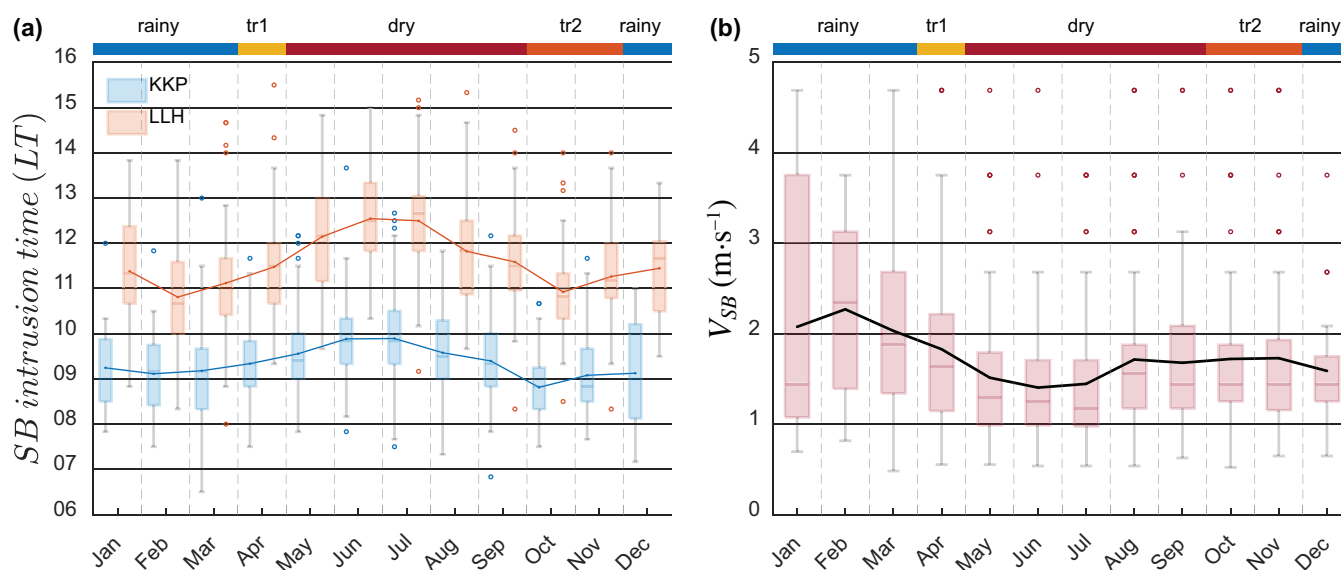 (a)
rainy tr1 dry tr2 rainy
16
15
14
13
12
11
10
09
08
07
06
SB intrusion time (LT)
KKP
LLH
Jan Feb Mar Apr May Jun Jul Aug Sep Oct Nov Dec
(b)
rainy tr1 dry tr2 rainy
5
4
3
2
1
0
V_{SB} (m·s⁻¹)
Jan Feb Mar Apr May Jun Jul Aug Sep Oct Nov Dec